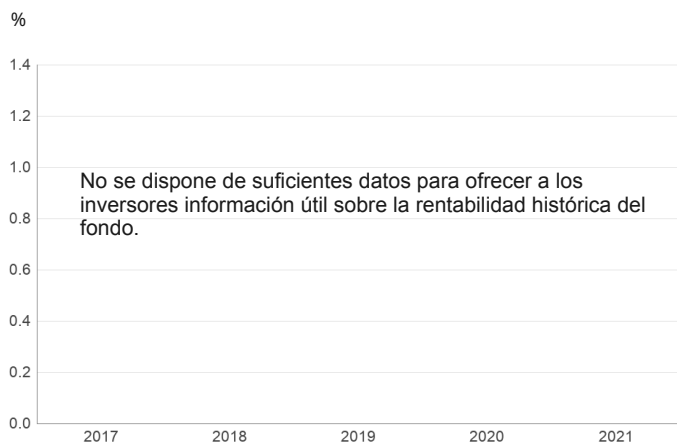 %
1.4
1.2
1.0
No se dispone de suficientes datos para ofrecer a los
inversores información útil sobre la rentabilidad histórica del
0.8
fondo.
0.6
0.4
0.2
0.0
2017 2018 2019 2020 2021